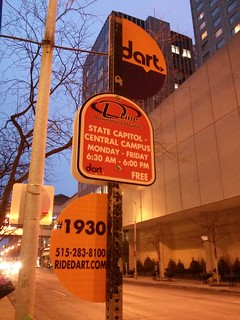 dart.
STATE CAPITOL -
CENTRAL CAMPUS
MONDAY - FRIDAY
6:30 AM - 6:00 PM
dart
FREE
#1930
515-283-8100
RIDEDART.COM